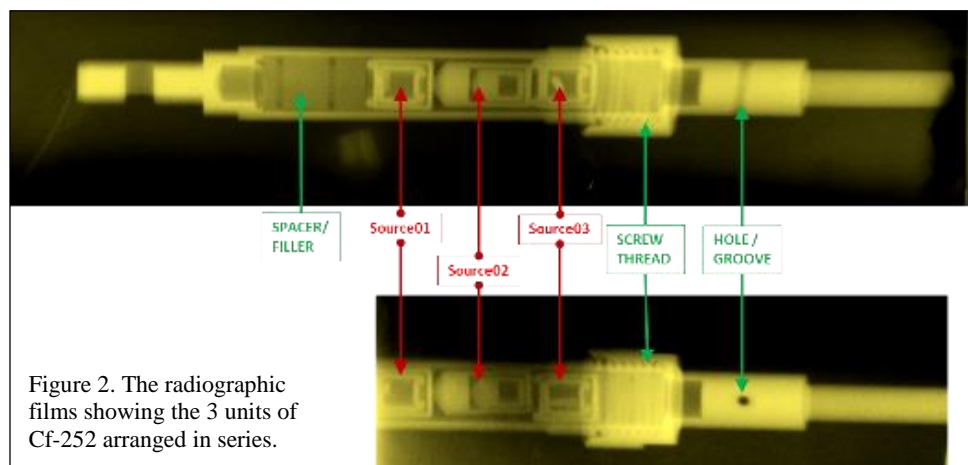 SPACER/
FILLER
Source01
Source02
Source03
SCREW
THREAD
HOLE /
GROOVE
Figure 2. The radiographic
films showing the 3 units of
Cf-252 arranged in series.